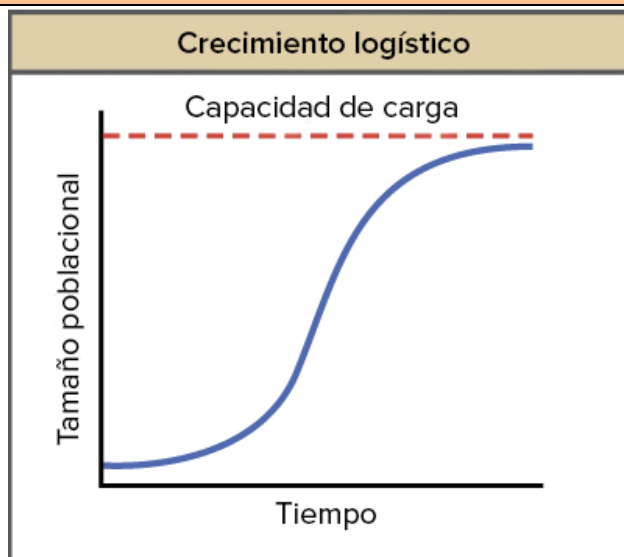 Crecimiento logístico
Capacidad de carga
Tamaño poblacional
Tiempo